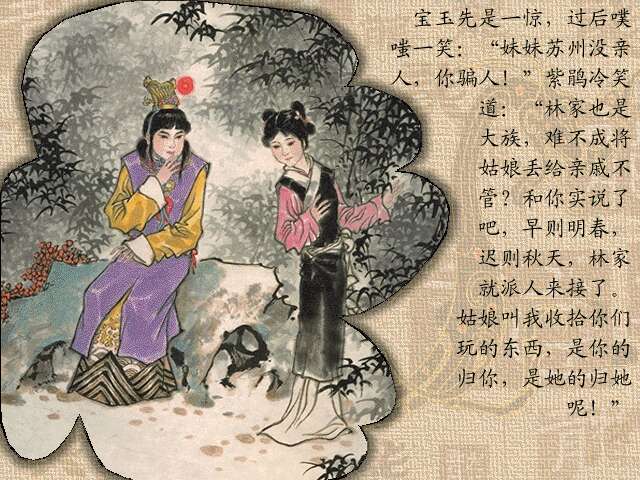 宝玉先是一惊，过后噗
嗤一笑：“妹妹苏州没亲
人，你骗人！”紫鹃冷笑
道：“林家也是
大族，难不成将
姑娘丢给亲戚不
管？和你实说了
吧，早则明春，
迟则秋天，林家
就派人来接了。
姑娘叫我收拾你们
玩的东西，是你的
归你，是她的归她
呢！”